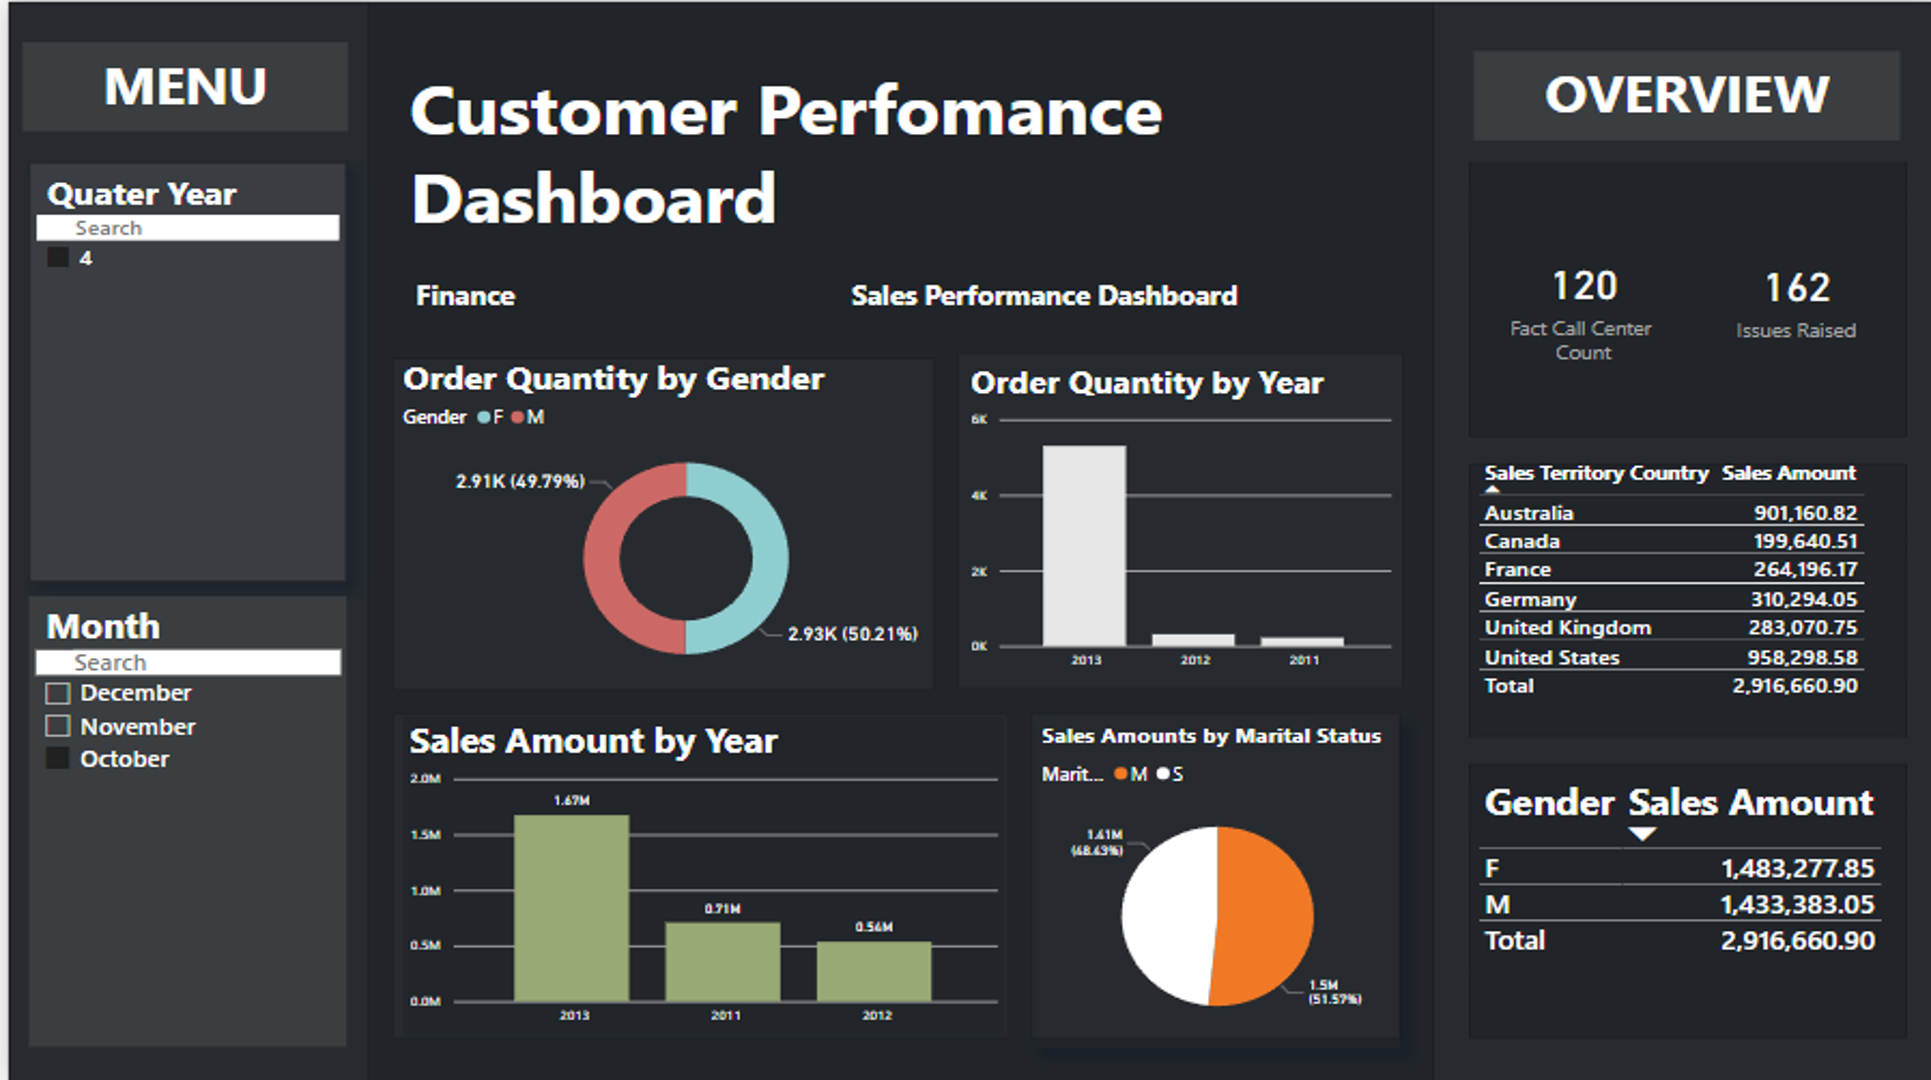 MENU
Quater Year
Search
4
Month
Search
December
November
October
Customer Perfomance
Dashboard
Finance
Sales Performance Dashboard
Order Quantity by Gender
Gender F M
2.91K (49.79%)
2.93K (50.21%)
Order Quantity by Year
6K
4K
2K
0K
2013 2012 2011
Sales Amount by Year
2.0M
1.5M
1.0M
0.5M
0.0M
1.67M
0.71M
0.54M
2013 2011 2012
Sales Amounts by Marital Status
Marit... M S
1.41M
(48.43%)
1.5M
(51.57%)
OVERVIEW
120
Fact Call Center
Count
162
Issues Raised
Sales Territory Country Sales Amount
Australia 901,160.82
Canada 199,640.51
France 264,196.17
Germany 310,294.05
United Kingdom 283,070.75
United States 958,298.58
Total 2,916,660.90
Gender Sales Amount
F 1,483,277.85
M 1,433,383.05
Total 2,916,660.90